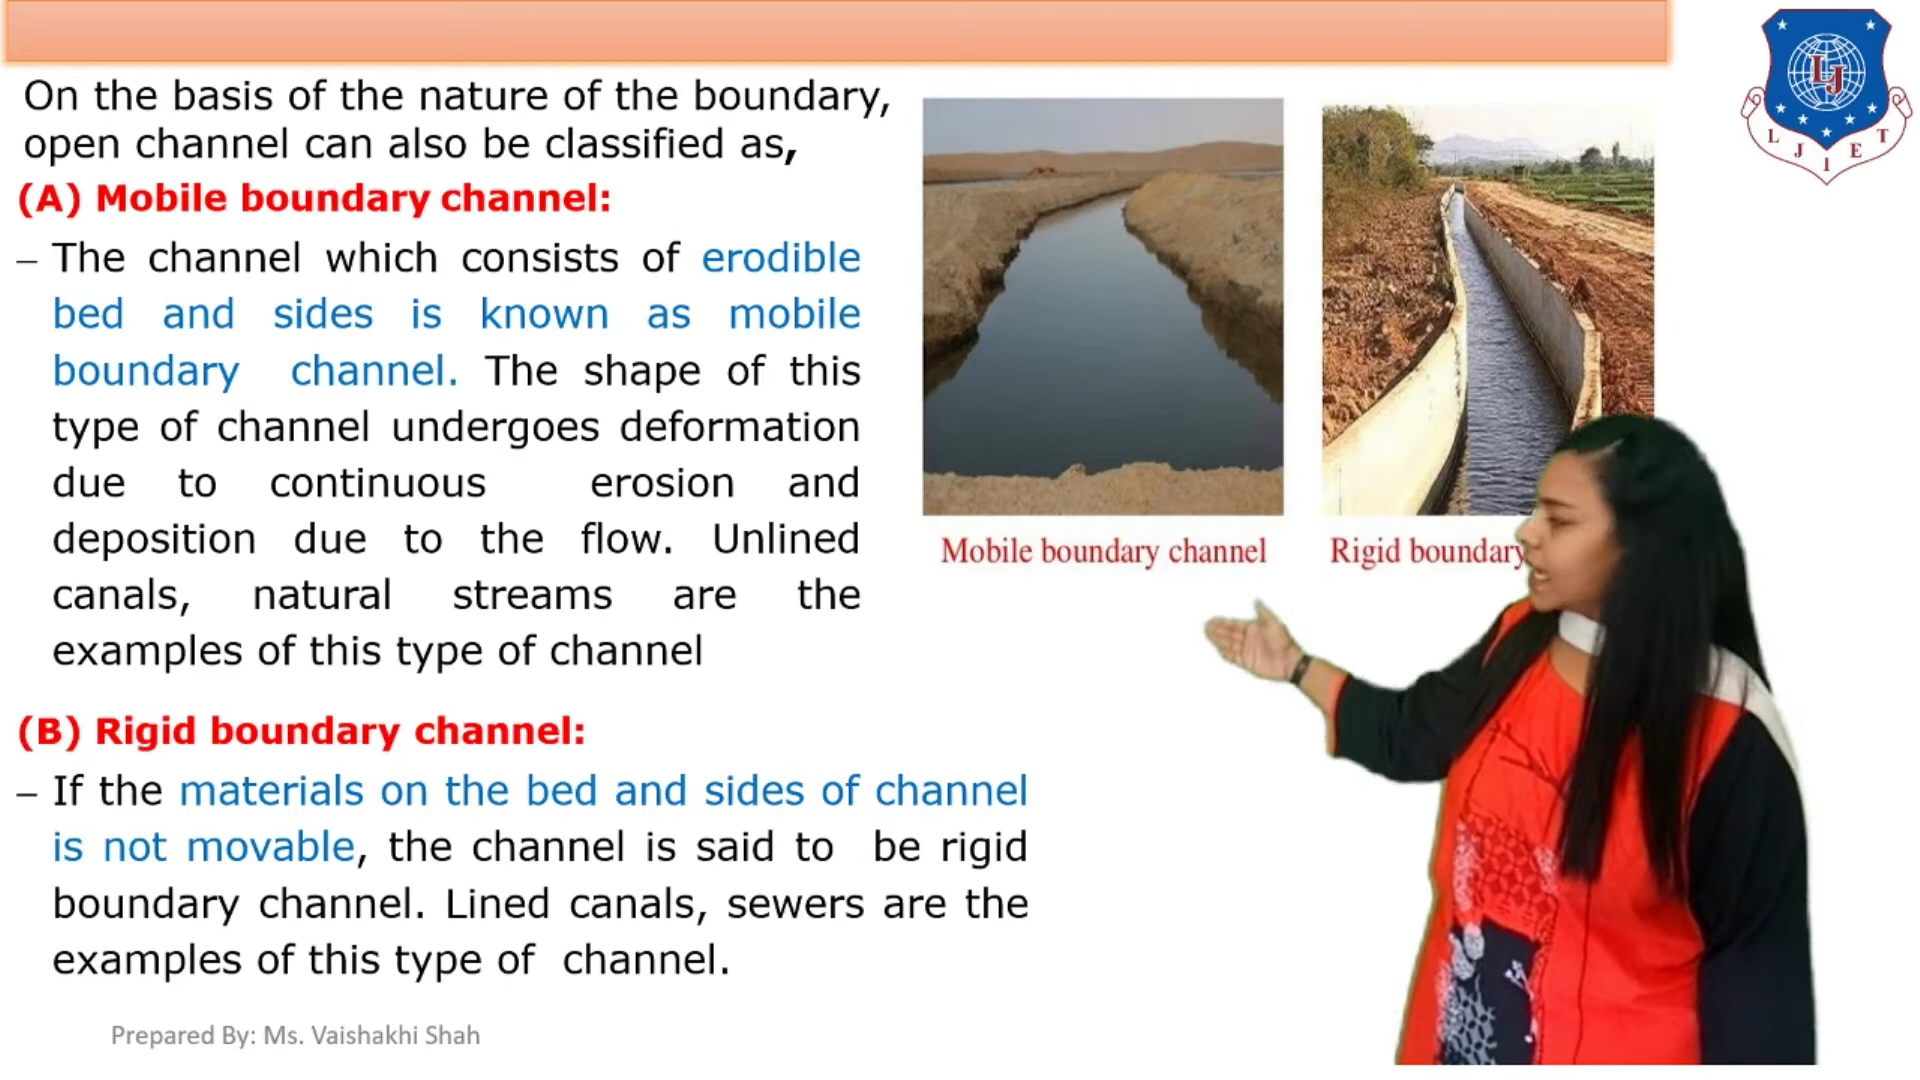 On the basis of the nature of the boundary,
open channel can also be classified as,
(A) Mobile boundary channel:
– The channel which consists of erodible
bed and sides is known as mobile
boundary channel. The shape of this
type of channel undergoes deformation
due to continuous erosion and
deposition due to the flow. Unlined
canals, natural streams are the
examples of this type of channel
(B) Rigid boundary channel:
– If the materials on the bed and sides of channel
is not movable, the channel is said to be rigid
boundary channel. Lined canals, sewers are the
examples of this type of channel.
Prepared By: Ms. Vaishakhi Shah
Mobile boundary channel
Rigid boundary
LJ
L J I E T